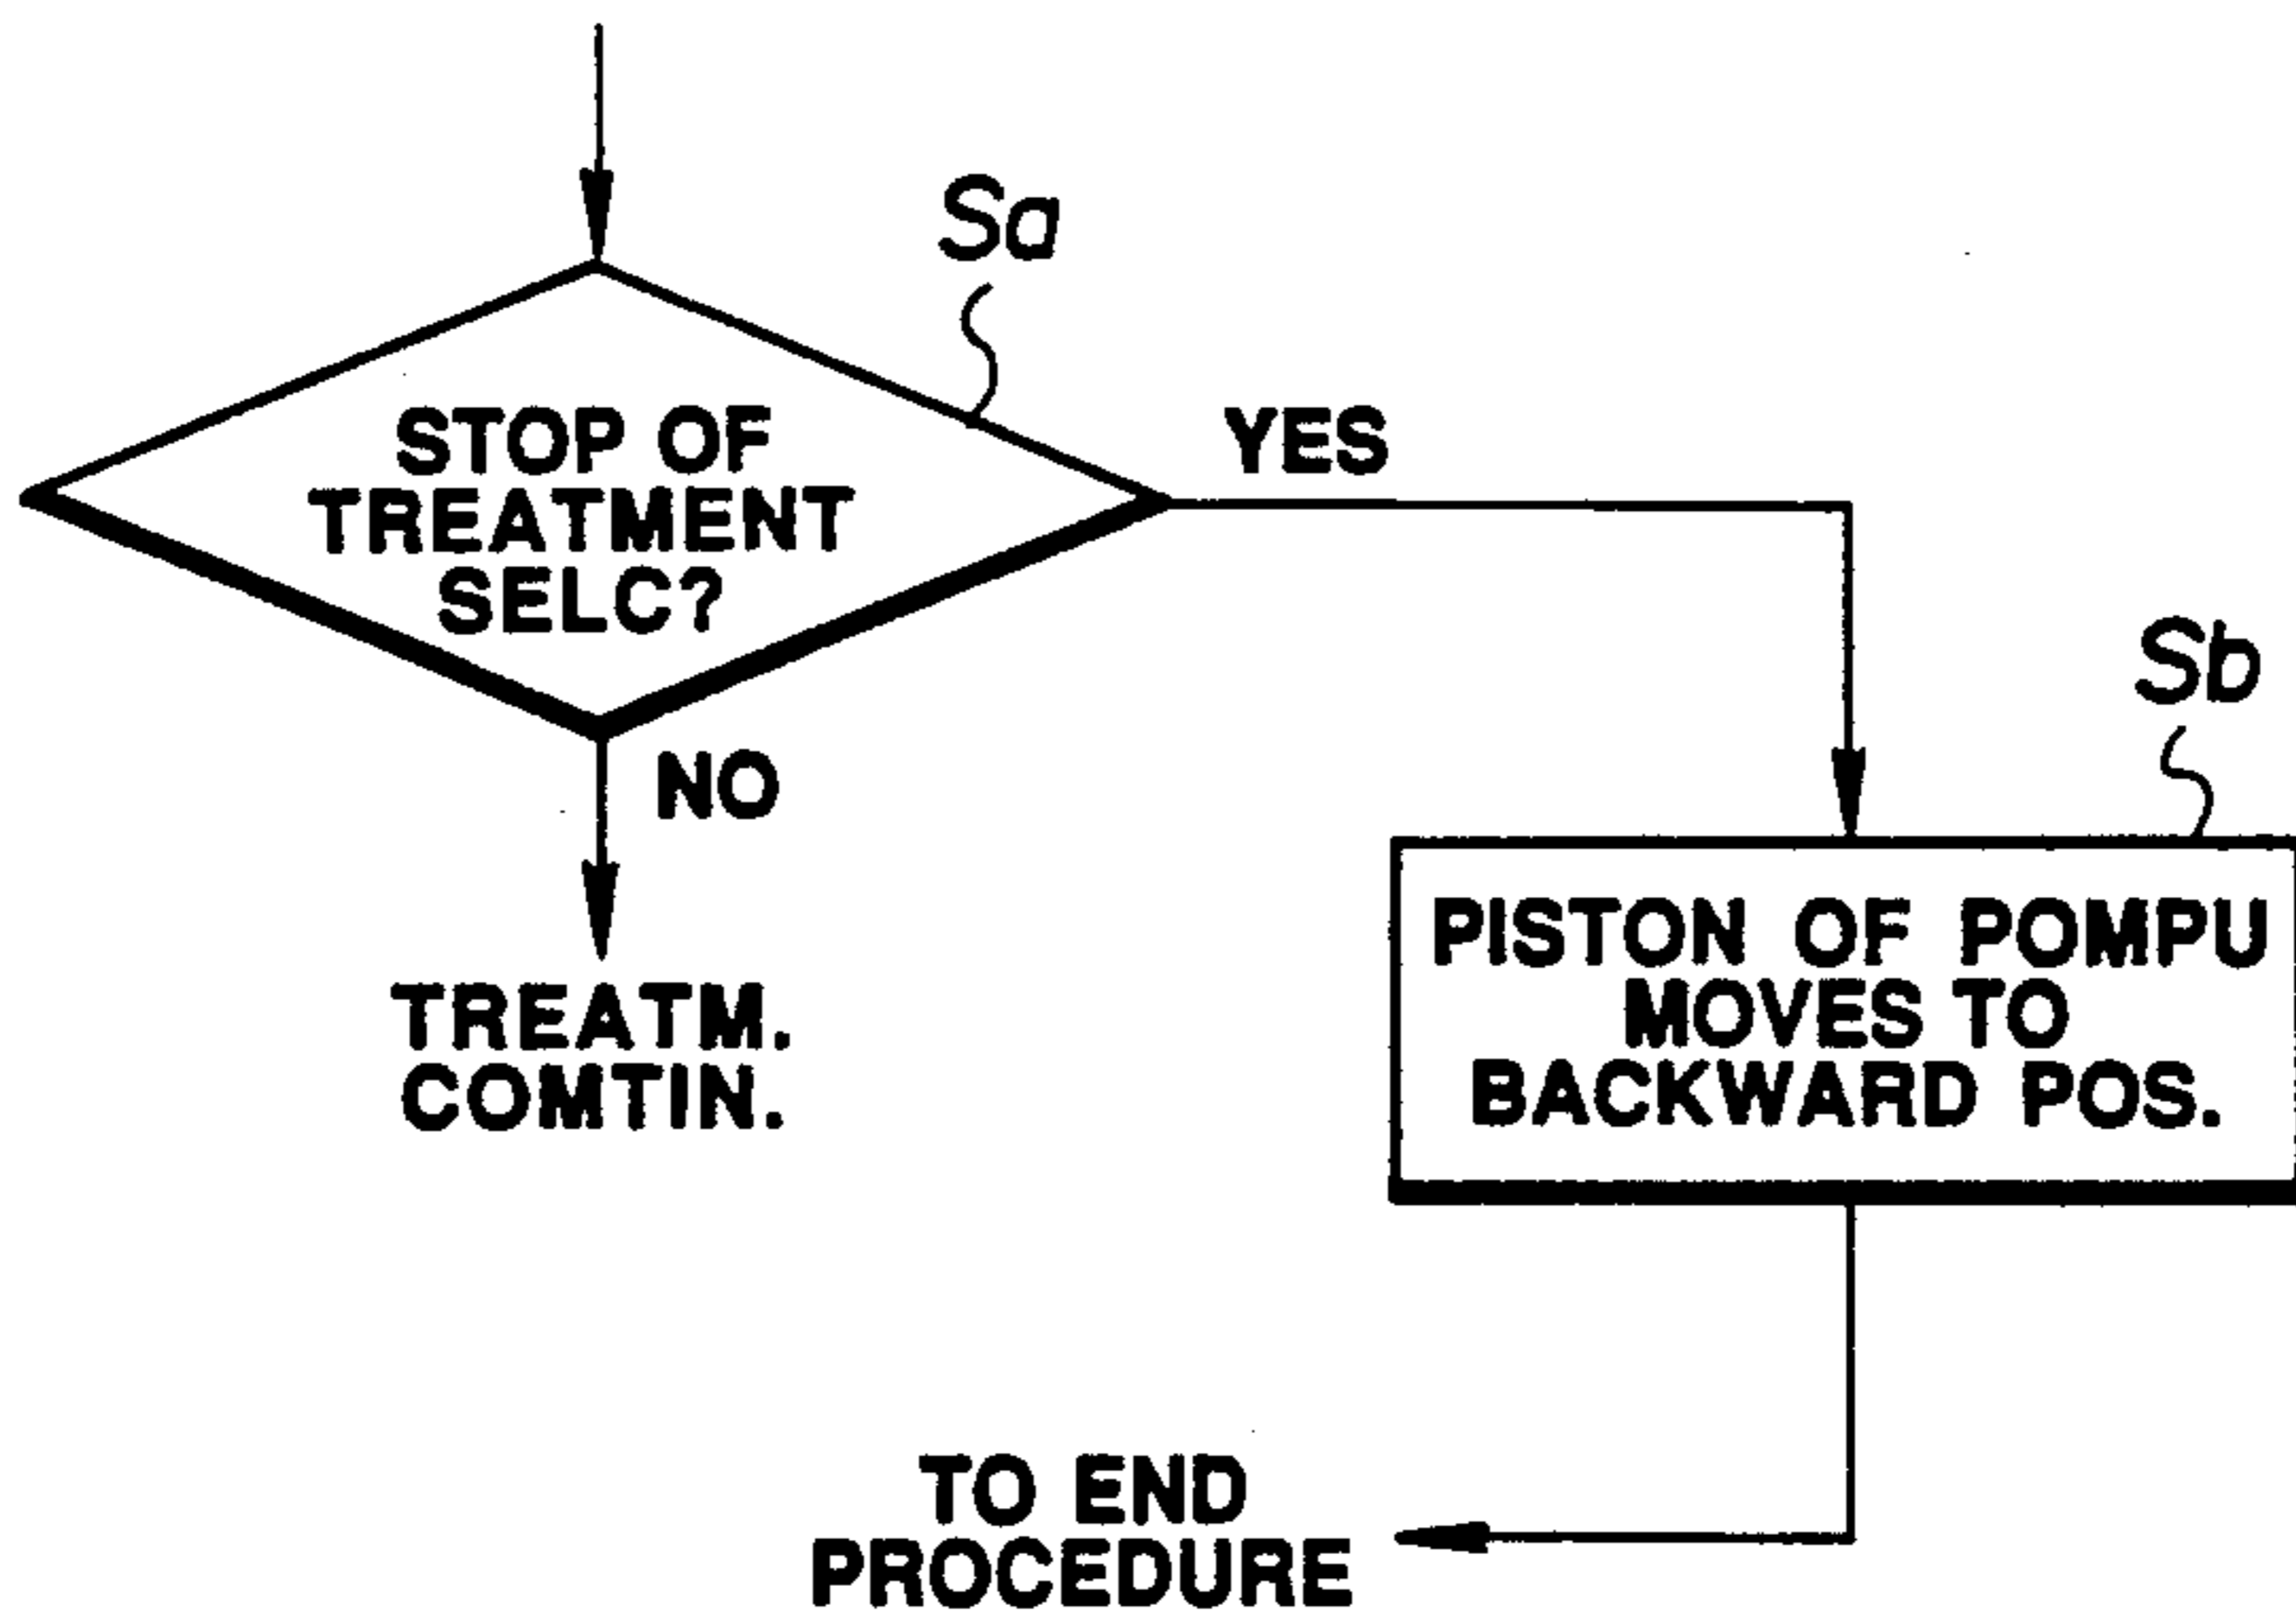 Sa
STOP OF
TREATMENT
SELC?
YES
NO
TREATM.
COMTIN.
Sb
PISTON OF POMPU
MOVES TO
BACKWARD POS.
TO END
PROCEDURE